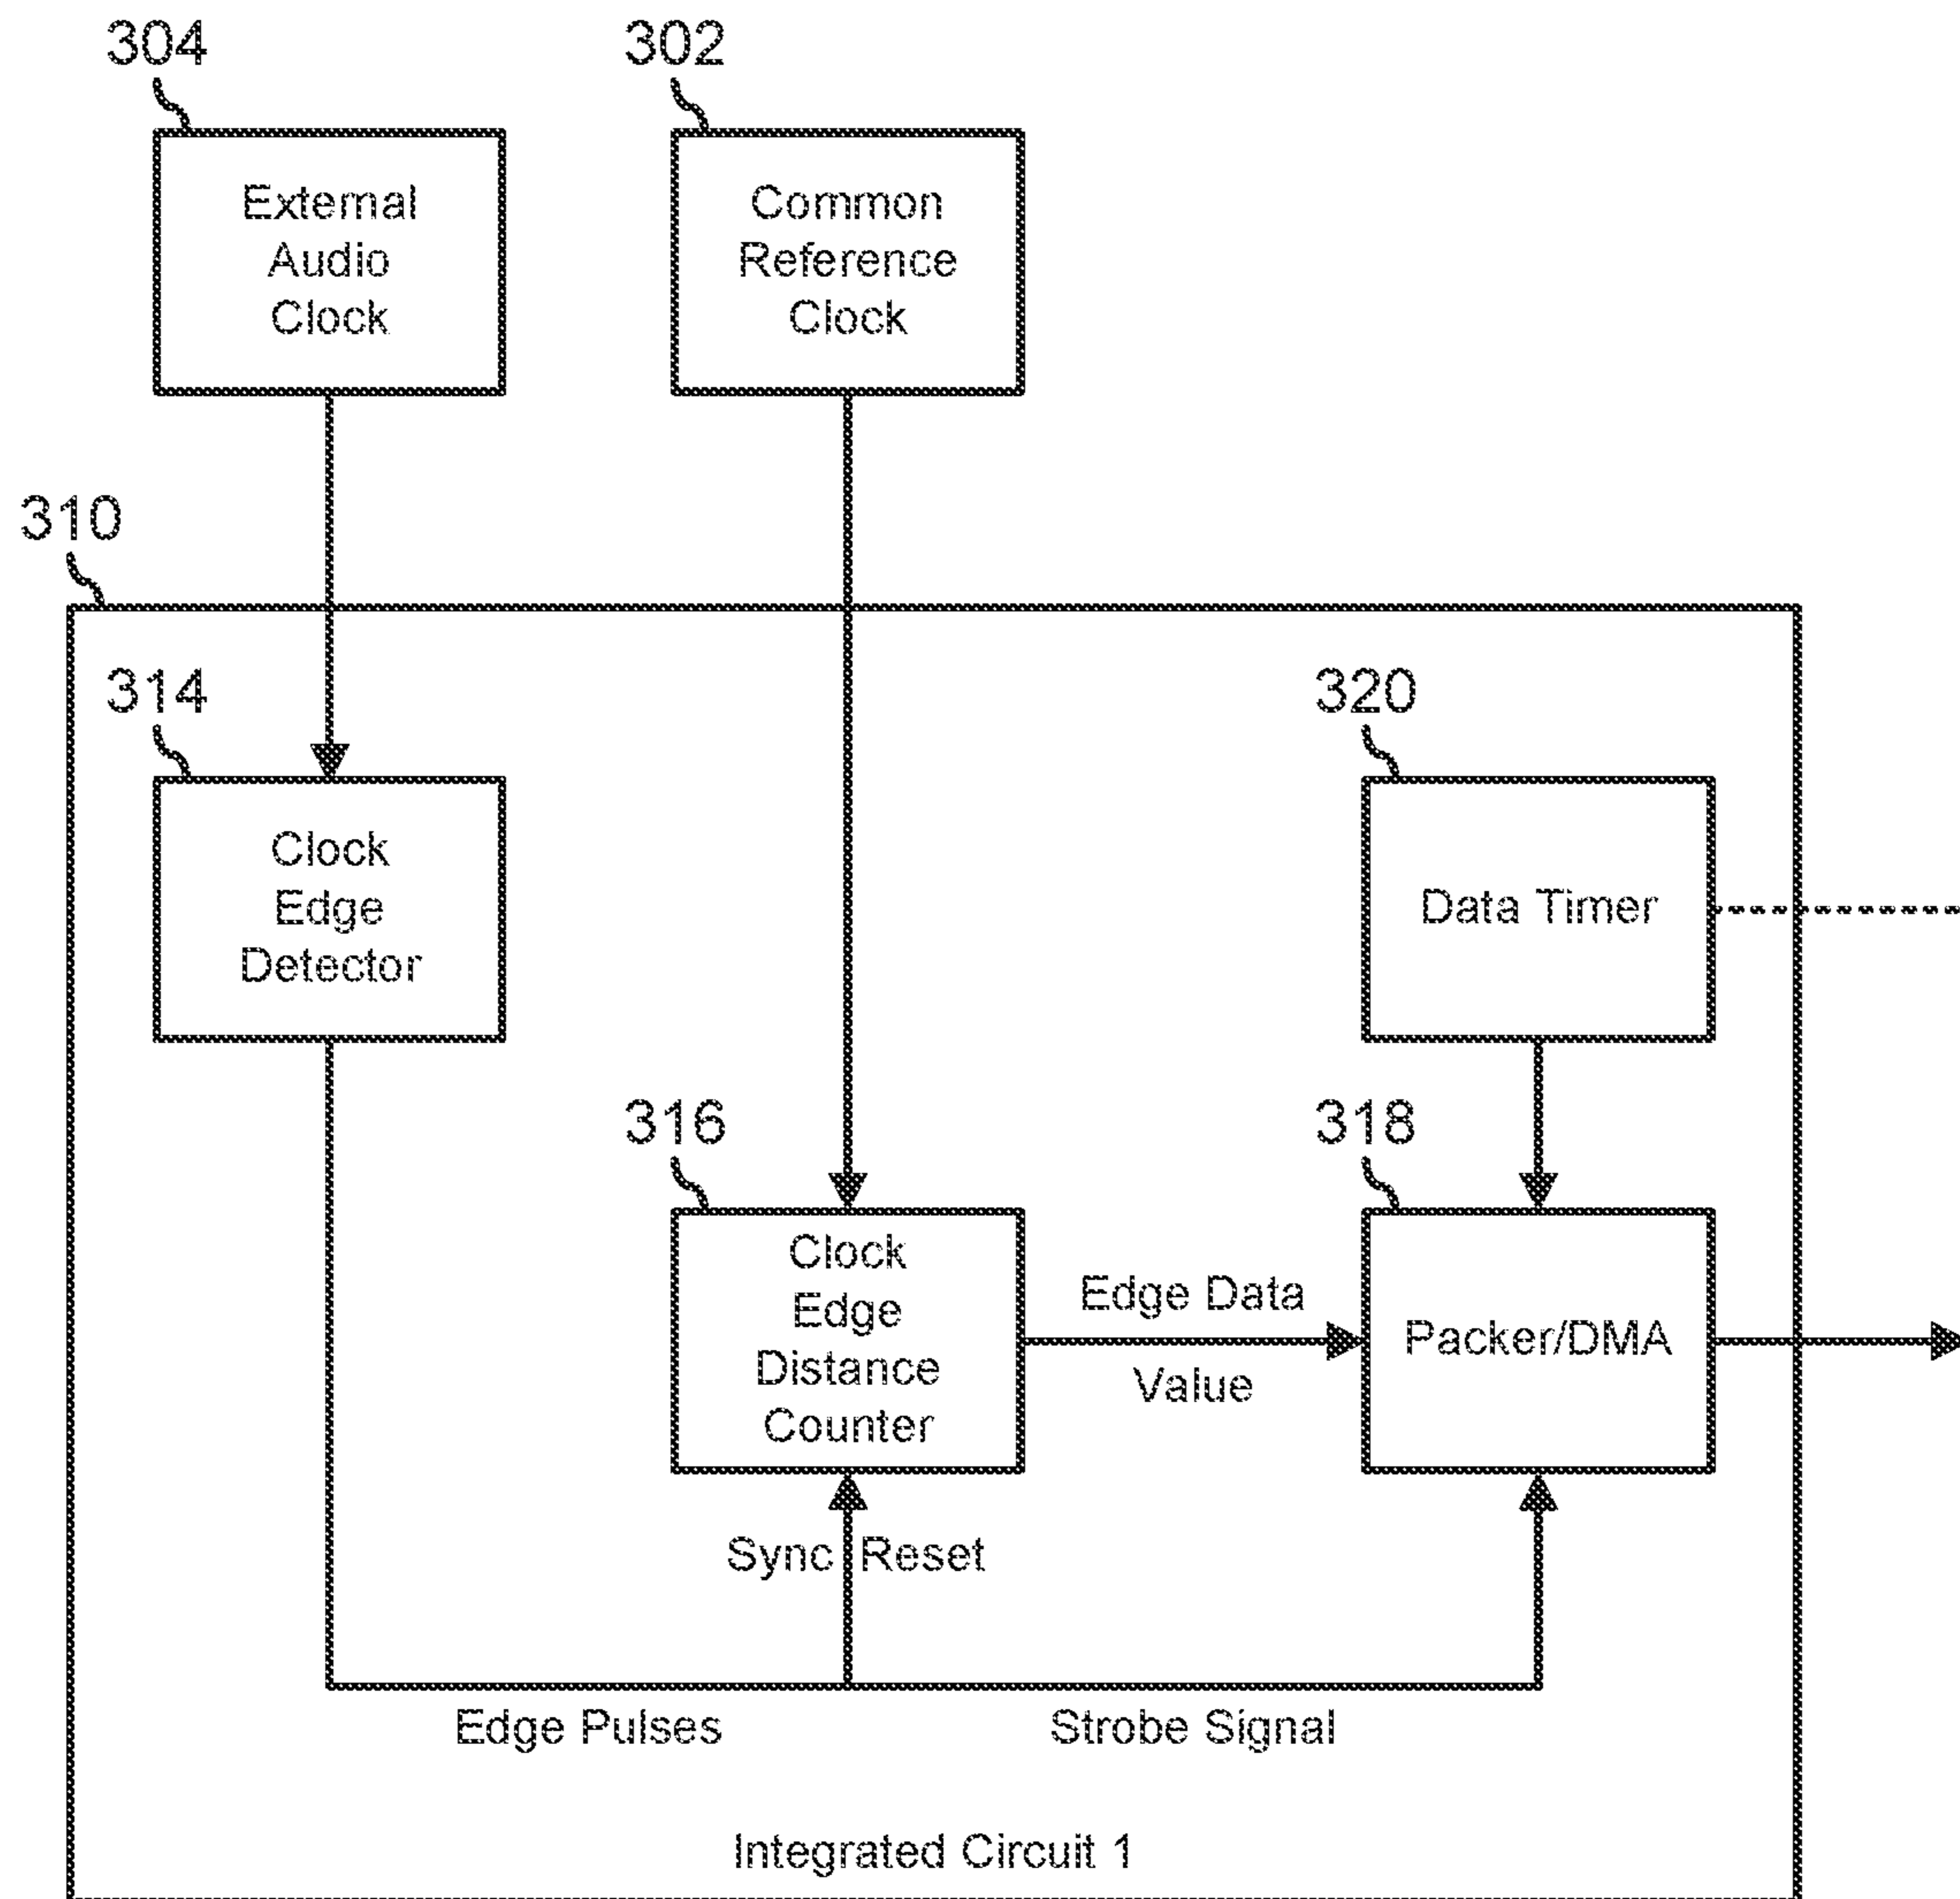 304
302
External
Audio
Clock
Common
Reference
Clock
310
314
320
Clock
Edge
Detector
Data Timer
316
318
Clock
Edge
Distance
Counter
Edge Data
Value
Packer/DMA
Sync Reset
Edge Pulses
Strobe Signal
Integrated Circuit 1